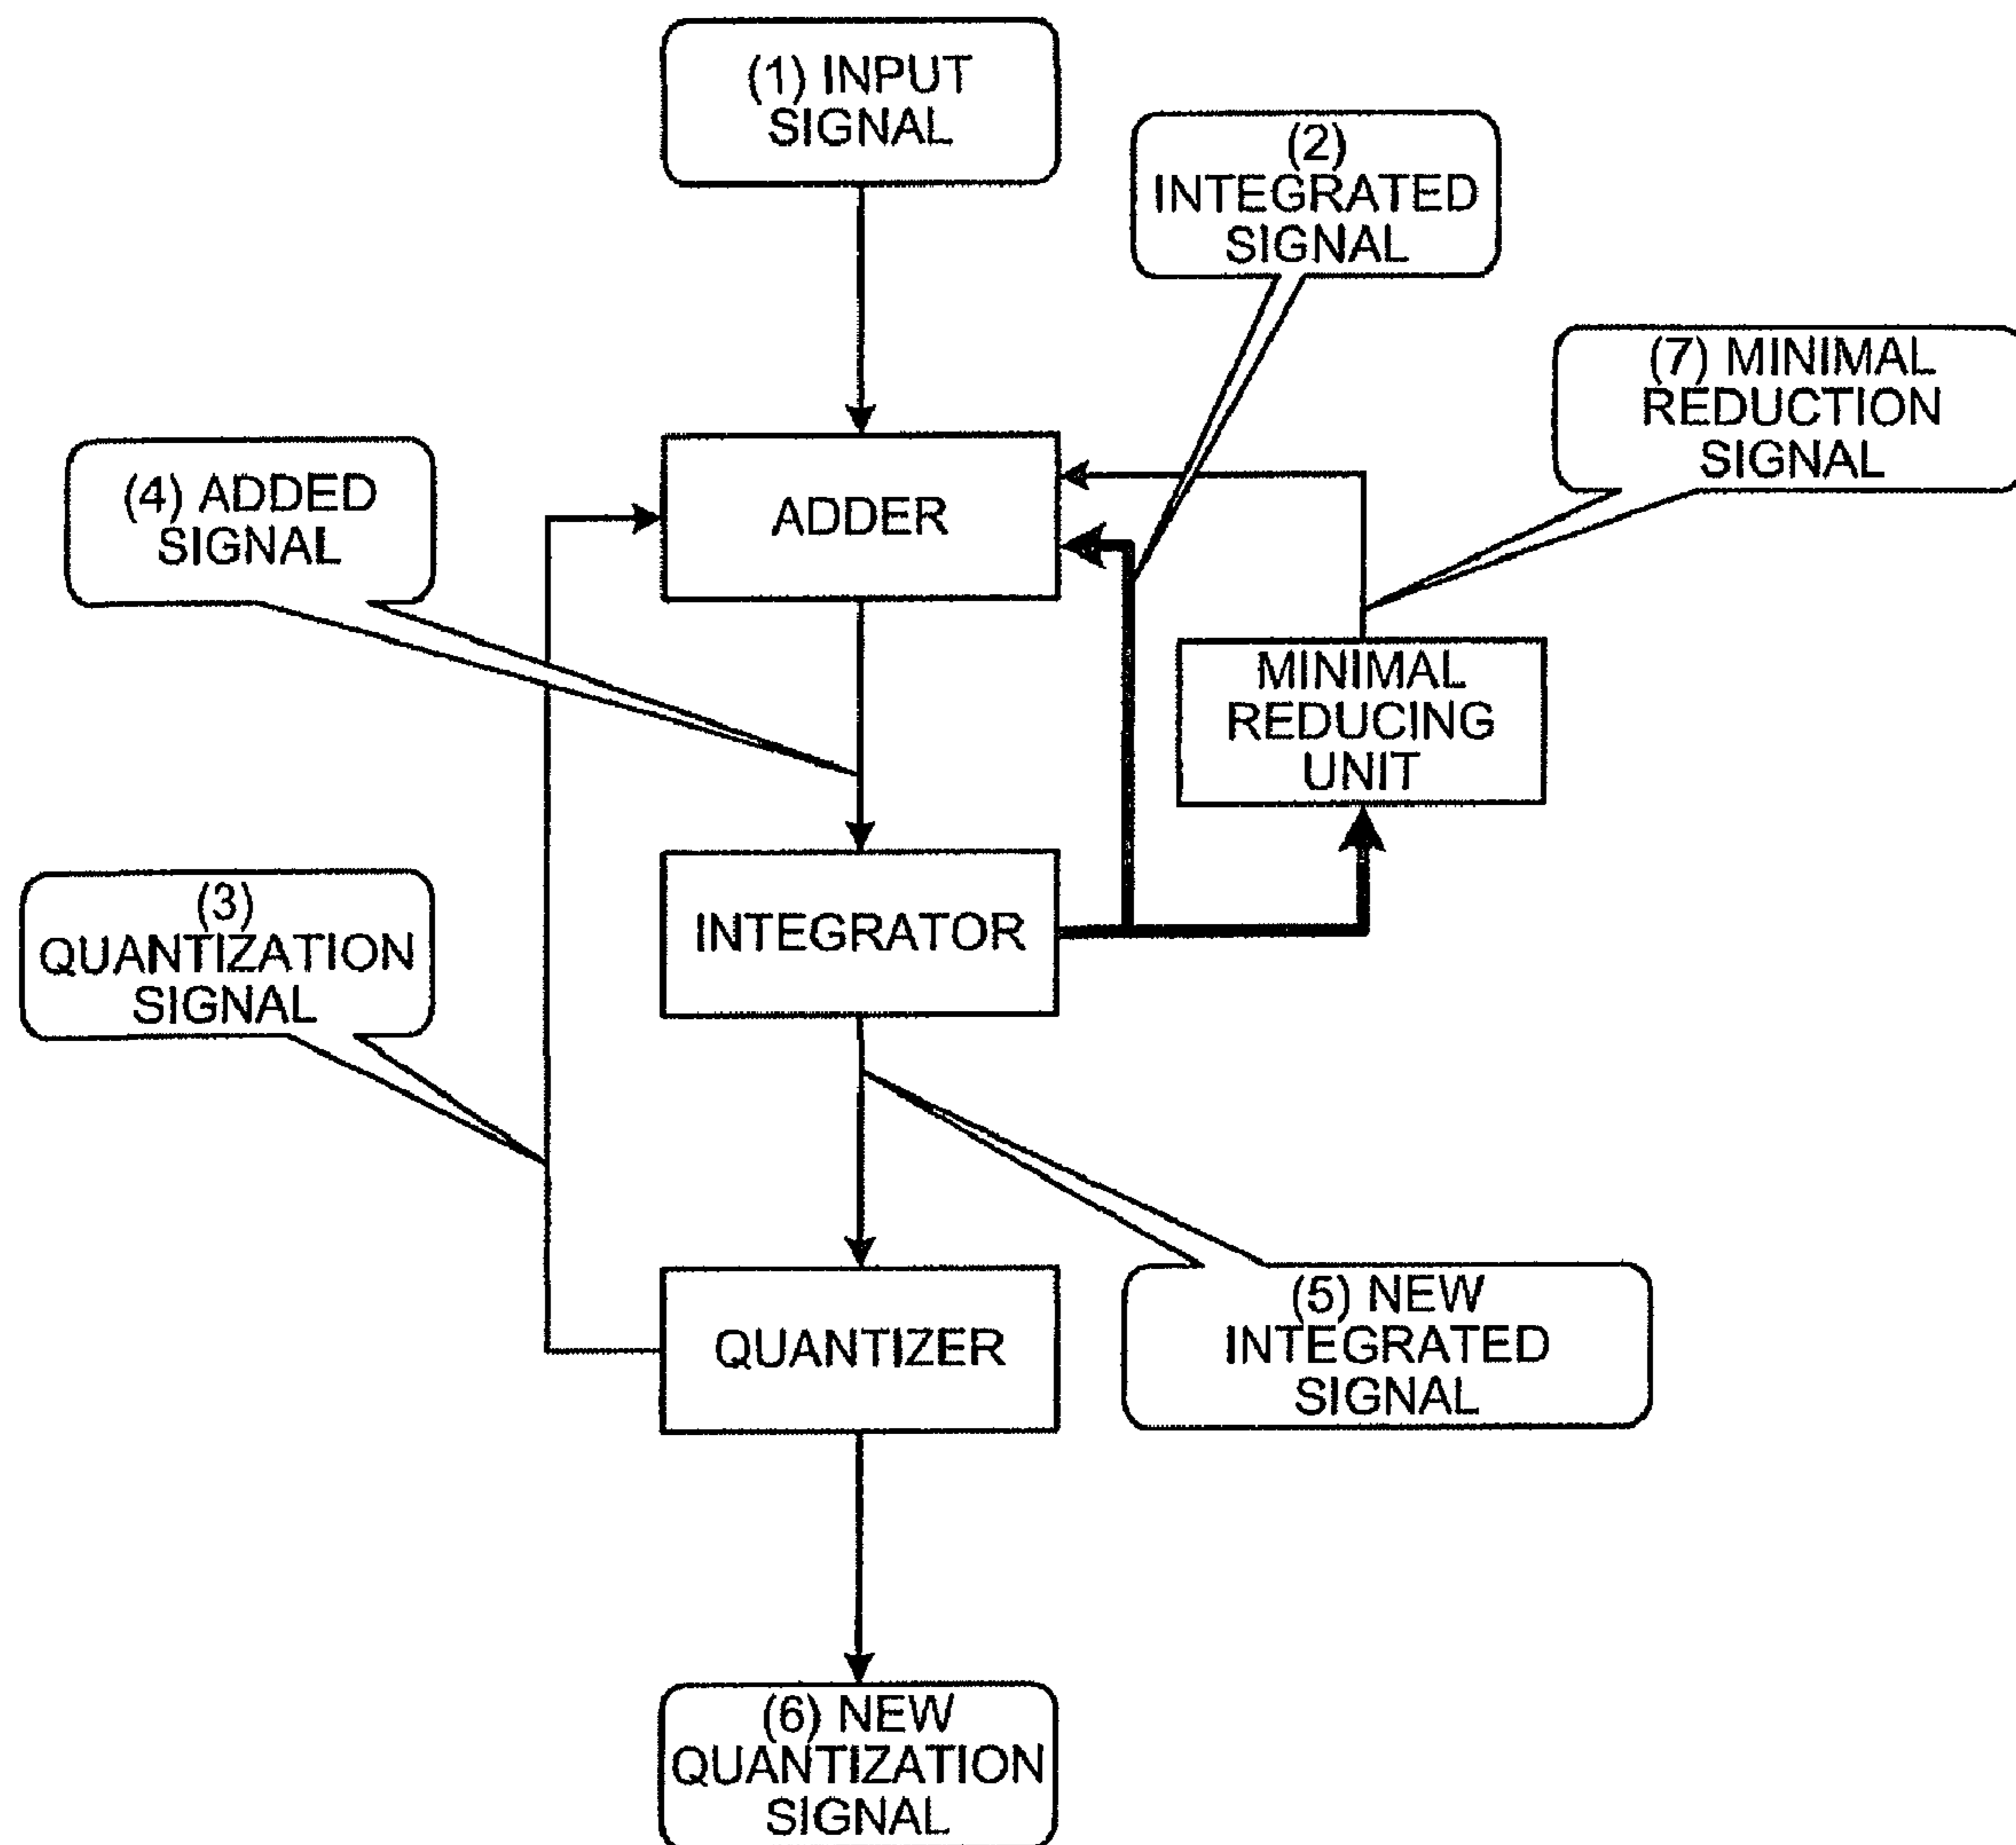 (1) INPUT
SIGNAL
(2)
INTEGRATED
SIGNAL
(7) MINIMAL
REDUCTION
SIGNAL
(4) ADDED
SIGNAL
ADDER
MINIMAL
REDUCING
UNIT
(3)
QUANTIZATION
SIGNAL
INTEGRATOR
QUANTIZER
(5) NEW
INTEGRATED
SIGNAL
(6) NEW
QUANTIZATION
SIGNAL